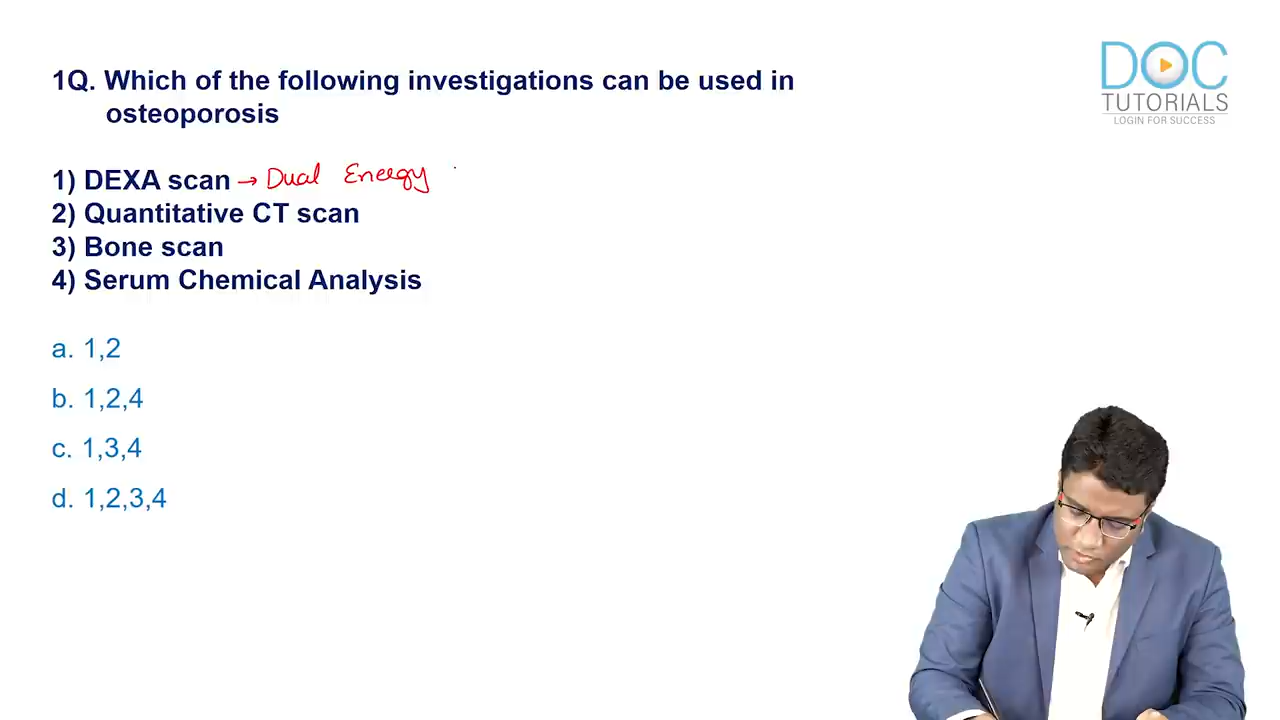 DOC
TUTORIALS
LOGIN FOR SUCCESS
1Q. Which of the following investigations can be used in
osteoporosis
1) DEXA scan → Dual Energy
2) Quantitative CT scan
3) Bone scan
4) Serum Chemical Analysis
a. 1,2
b. 1,2,4
c. 1,3,4
d. 1,2,3,4